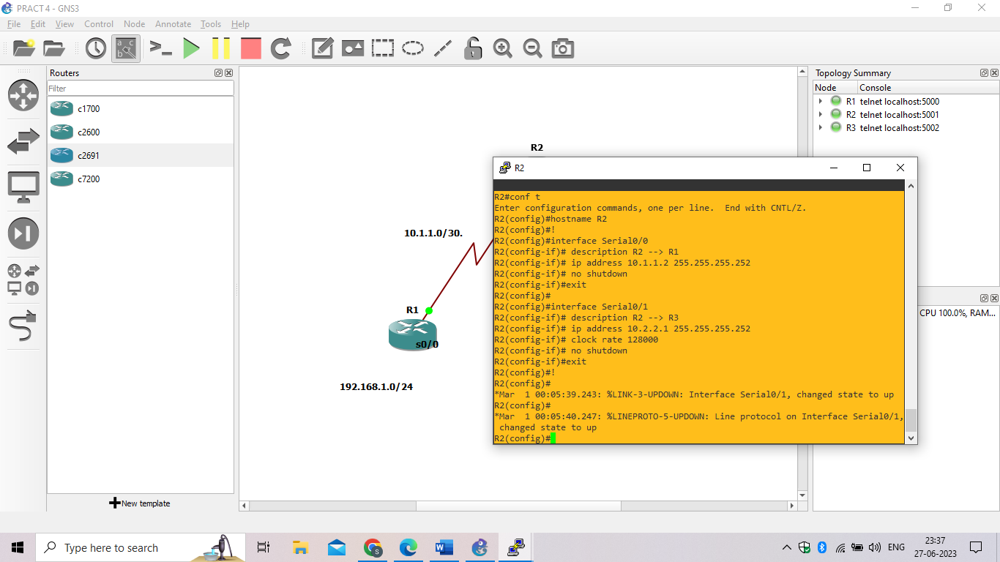 PRACT 4 - GNS3
File Edit View Control Node Annotate Tools Help
Routers
Filter
c1700
c2600
c2691
c7200
New template
R2
10.1.1.0/30.
R1
s0/0
192.168.1.0/24
Topology Summary
Node Console
R1 telnet localhost:5000
R2 telnet localhost:5001
R3 telnet localhost:5002
CPU 100.0%, RAM...
R2
R2#conf t
Enter configuration commands, one per line.  End with CNTL/Z.
R2(config)#hostname R2
R2(config)#!
R2(config)#interface Serial0/0
R2(config-if)# description R2 --> R1
R2(config-if)# ip address 10.1.1.2 255.255.255.252
R2(config-if)# no shutdown
R2(config-if)#exit
R2(config)#
R2(config)#interface Serial0/1
R2(config-if)# description R2 --> R3
R2(config-if)# ip address 10.2.2.1 255.255.255.252
R2(config-if)# clock rate 128000
R2(config-if)# no shutdown
R2(config-if)#exit
R2(config)#!
R2(config)#
*Mar  1 00:05:39.243: %LINK-3-UPDOWN: Interface Serial0/1, changed state to up
R2(config)#
*Mar  1 00:05:40.247: %LINEPROTO-5-UPDOWN: Line protocol on Interface Serial0/1,
 changed state to up
R2(config)#
Type here to search
ENG
23:37
27-06-2023